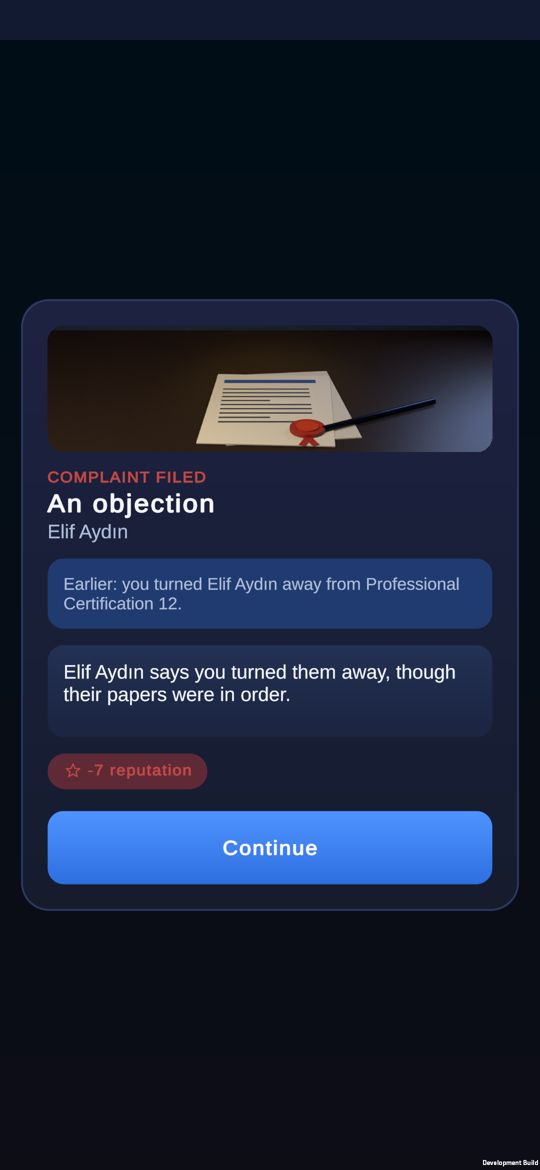 COMPLAINT FILED
An objection
Elif Aydın
Earlier: you turned Elif Aydın away from Professional
Certification 12.
Elif Aydın says you turned them away, though
their papers were in order.
☆ -7 reputation
Continue
Development Build